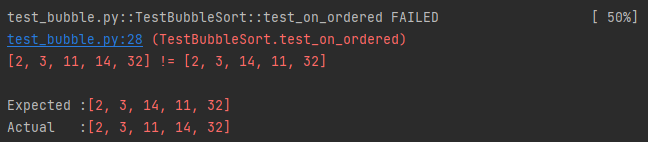 test_bubble.py::TestBubbleSort::test_on_ordered FAILED [ 50%]
test_bubble.py:28 (TestBubbleSort.test_on_ordered)
[2, 3, 11, 14, 32] != [2, 3, 14, 11, 32]
Expected :[2, 3, 14, 11, 32]
Actual :[2, 3, 11, 14, 32]